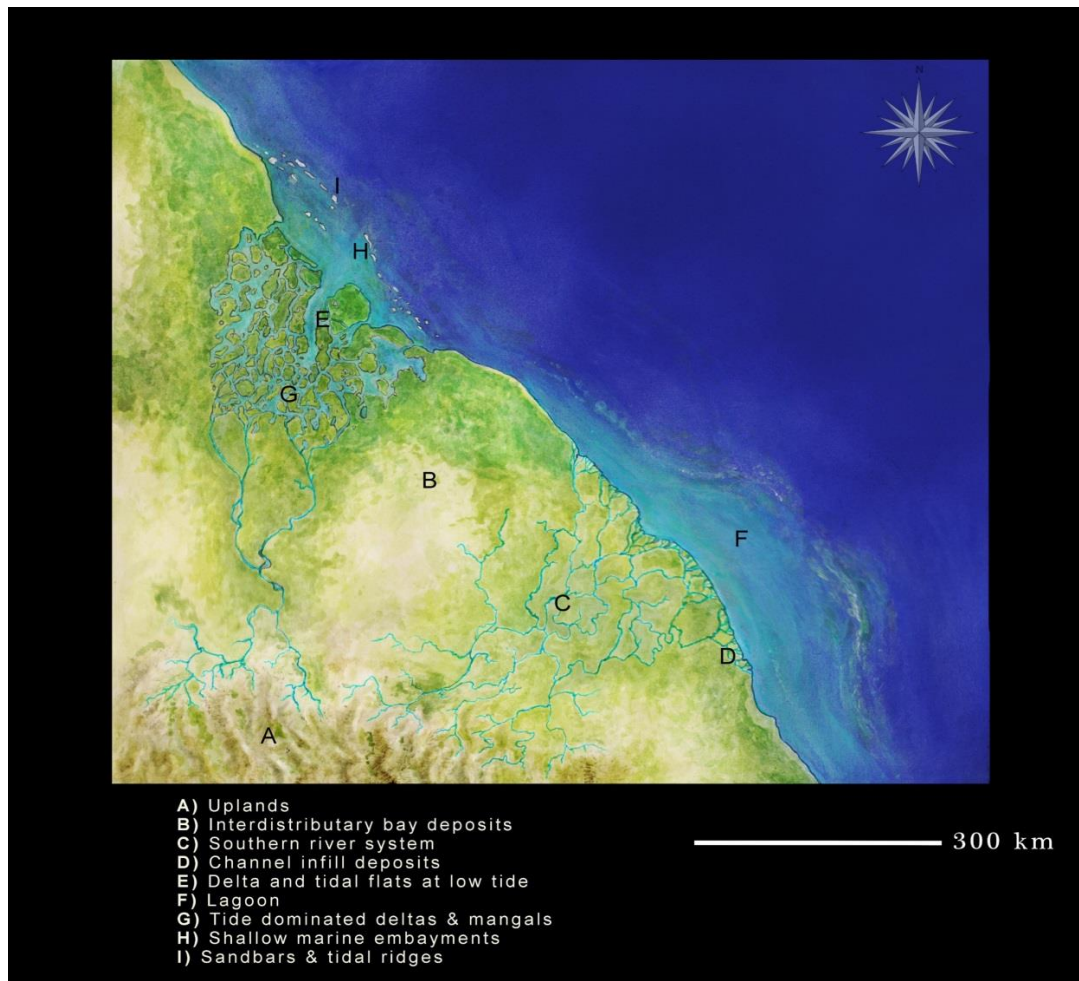 N
I
H
E
G
B
F
C
D
A
A) Uplands
B) Interdistributary bay deposits
C) Southern river system
D) Channel infill deposits
E) Delta and tidal flats at low tide
F) Lagoon
G) Tide dominated deltas & mangals
H) Shallow marine embayments
I) Sandbars & tidal ridges
300 km